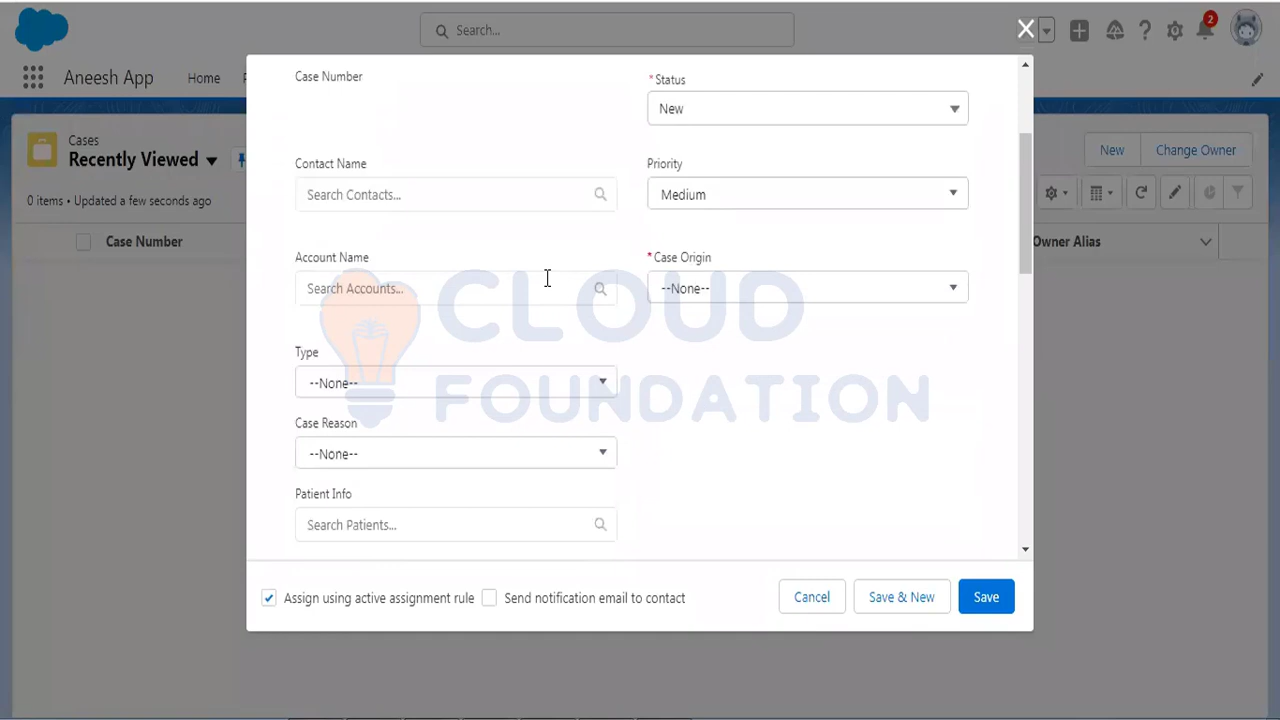 Search...
2
Aneesh App
Home
Cases
Recently Viewed
New
Change Owner
0 items • Updated a few seconds ago
Case Number
Owner Alias
Case Number
* Status
New
Contact Name
Search Contacts...
Priority
Medium
Account Name
Search Accounts...
* Case Origin
--None--
Type
--None--
Case Reason
--None--
Patient Info
Search Patients...
CLOUD
FOUNDATION
Assign using active assignment rule
Send notification email to contact
Cancel
Save & New
Save